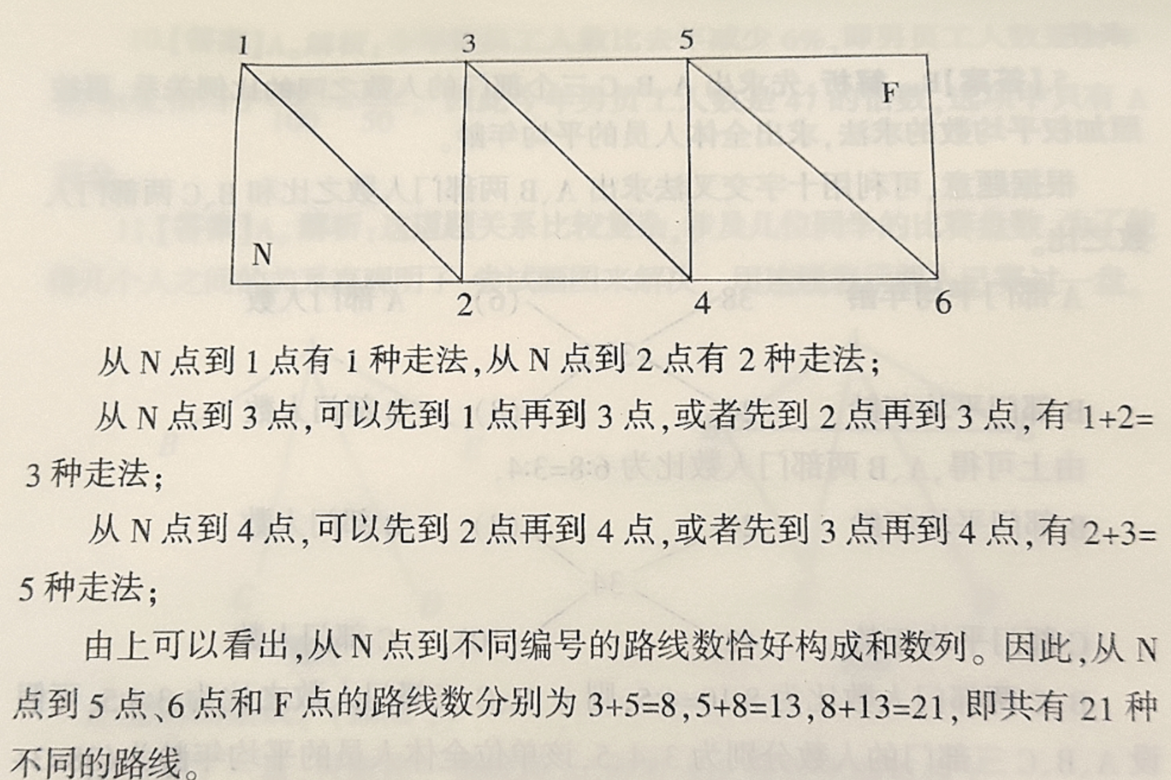 1 3 5
F
N
2 4 6
从 N 点到 1 点有 1 种走法,从 N 点到 2 点有 2 种走法;
从 N 点到 3 点,可以先到 1 点再到 3 点,或者先到 2 点再到 3 点,有 1+2=
3 种走法;
从 N 点到 4 点,可以先到 2 点再到 4 点,或者先到 3 点再到 4 点,有 2+3=
5 种走法;
由上可以看出,从 N 点到不同编号的路线数恰好构成和数列。因此,从 N
点到 5 点、6 点和 F 点的路线数分别为 3+5=8,5+8=13,8+13=21,即共有 21 种
不同的路线。